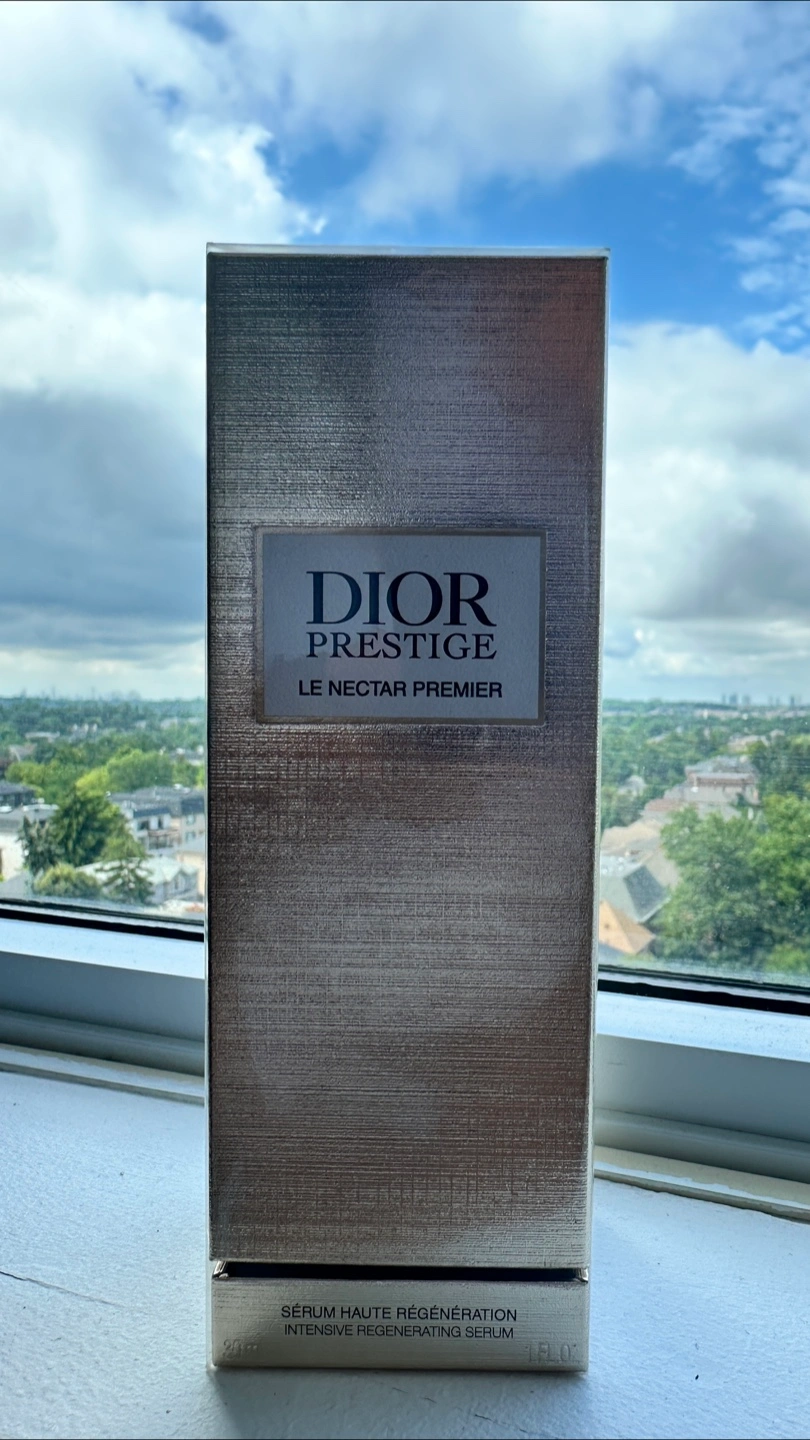 DIOR
PRESTIGE
LE NECTAR PREMIER
SÉRUM HAUTE RÉGÉNÉRATION
INTENSIVE REGENERATING SERUM